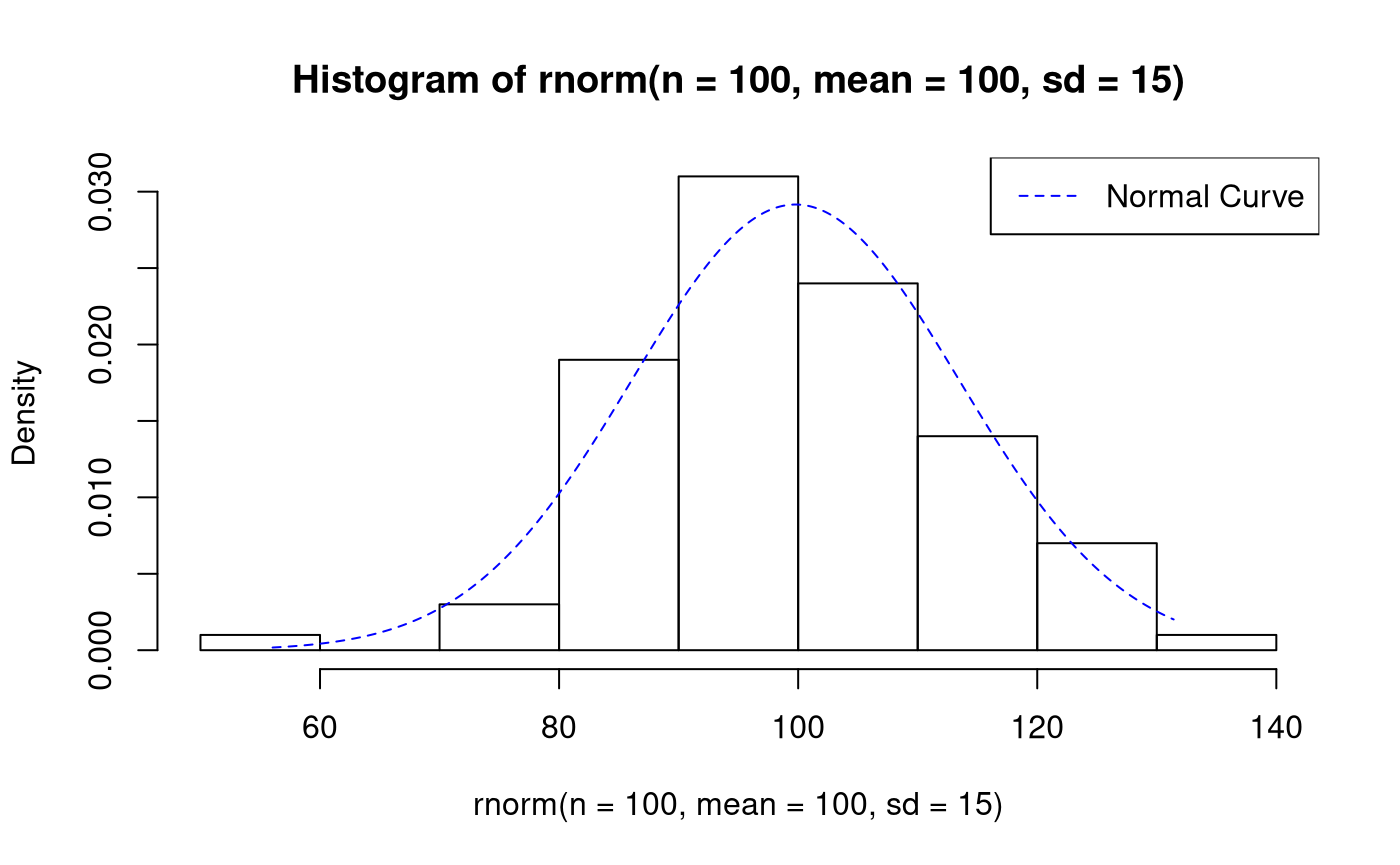 Histogram of rnorm(n = 100, mean = 100, sd = 15)
Normal Curve
Density
0.030
0.020
0.010
0.000
60 80 100 120 140
rnorm(n = 100, mean = 100, sd = 15)